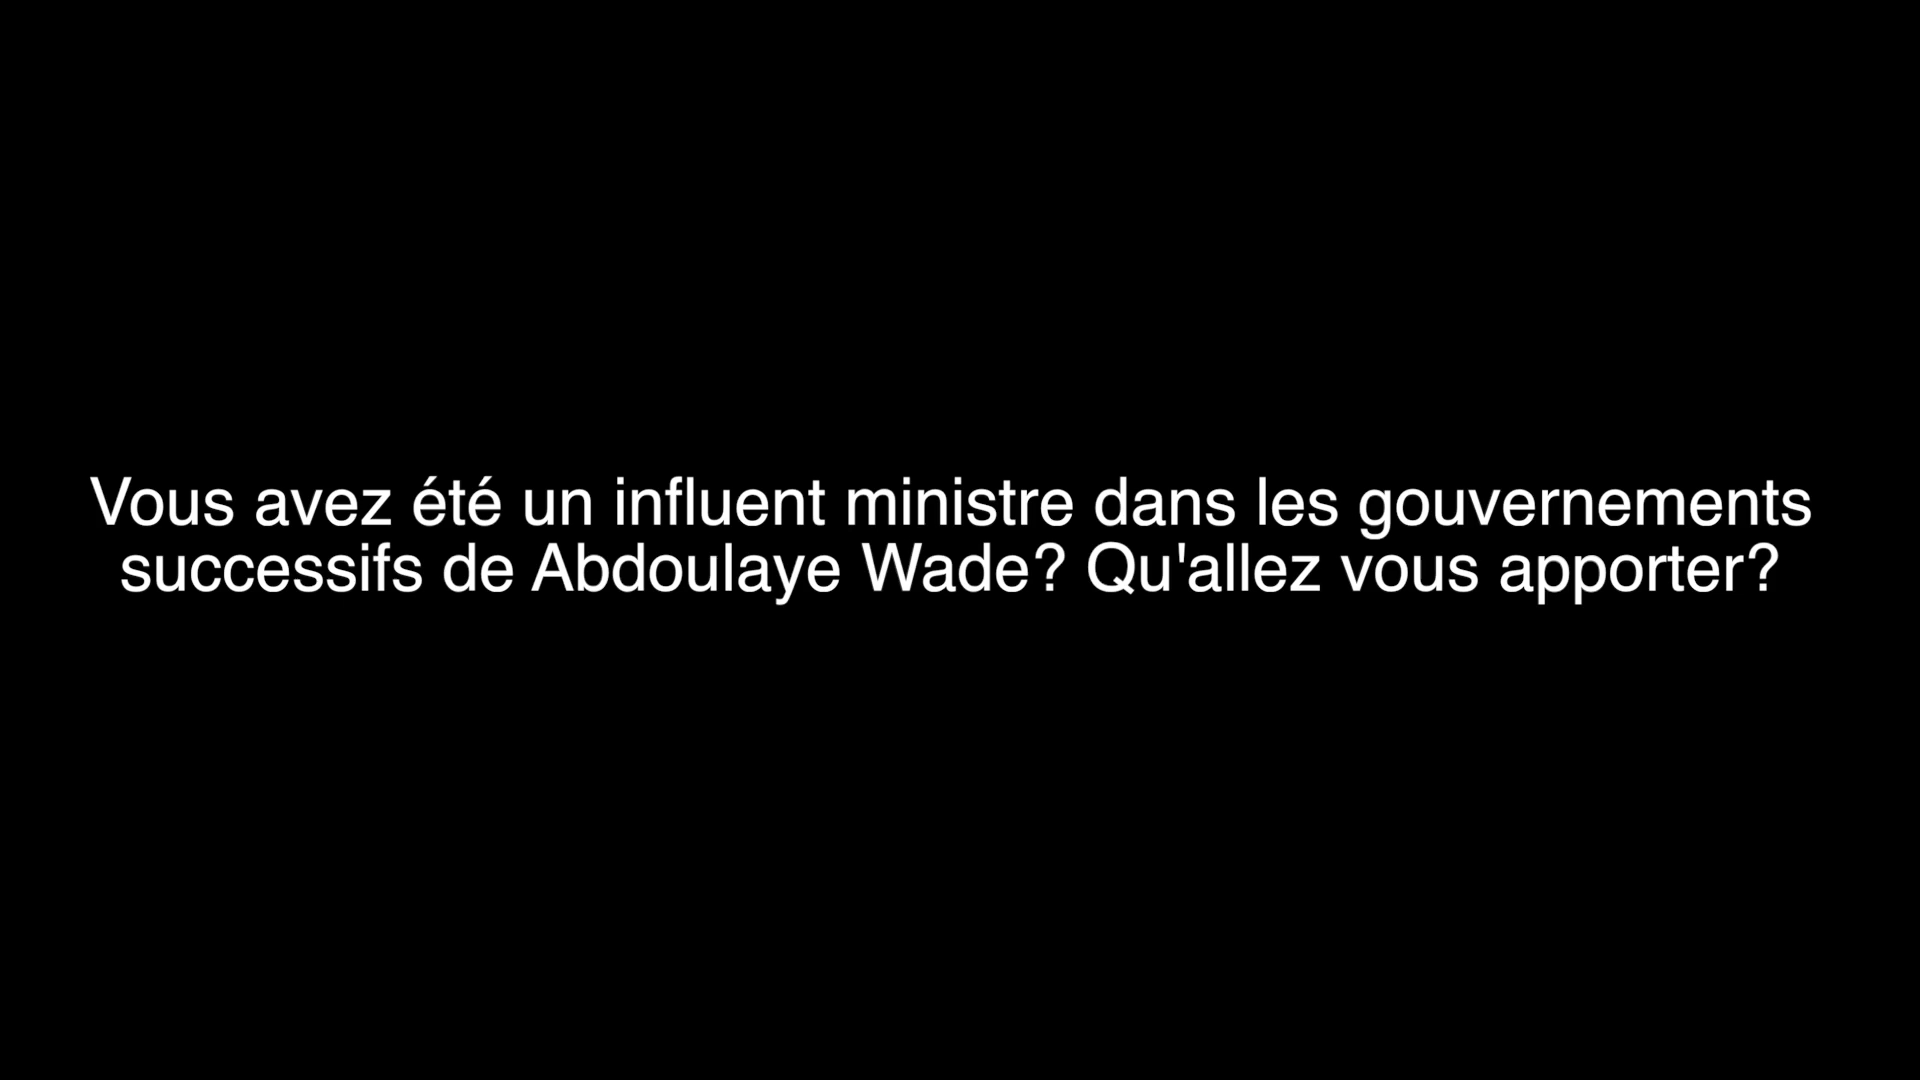 Vous avez été un influent ministre dans les gouvernements
successifs de Abdoulaye Wade? Qu'allez vous apporter?